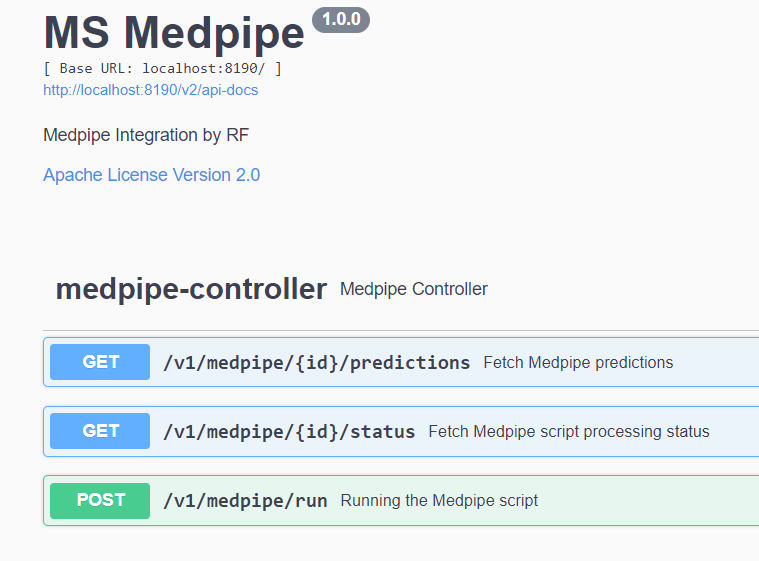 MS Medpipe 1.0.0
[ Base URL: localhost:8190/ ]
http://localhost:8190/v2/api-docs
Medpipe Integration by RF
Apache License Version 2.0
medpipe-controller Medpipe Controller
GET /v1/medpipe/{id}/predictions Fetch Medpipe predictions
GET /v1/medpipe/{id}/status Fetch Medpipe script processing status
POST /v1/medpipe/run Running the Medpipe script